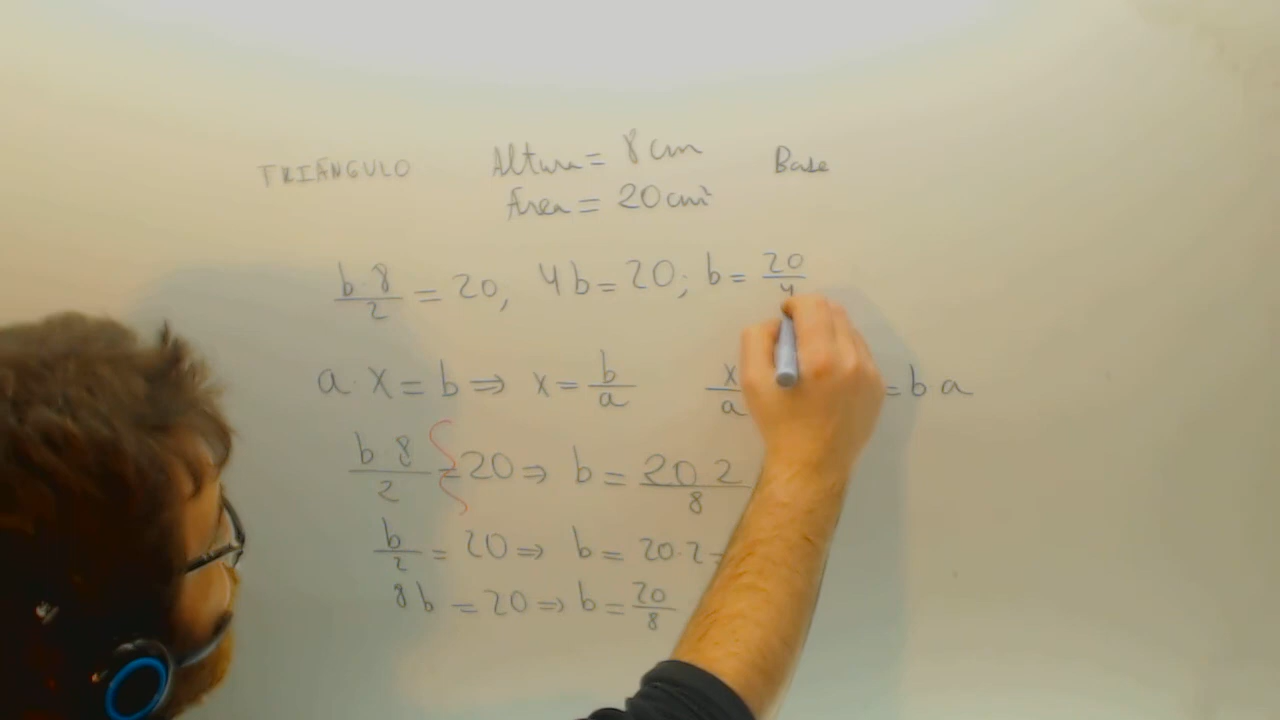 TRIÂNGULO Altura = 8 cm Base
Área = 20 cm²
b · 8 / 2 = 20, 4b = 20; b = 20/4
a · x = b ⇒ x = b/a x/a = b a
b · 8 / 2 = 20 ⇒ b = 20 · 2 / 8
b/2 = 20 ⇒ b = 20 · 2 =
8b = 20 ⇒ b = 20/8